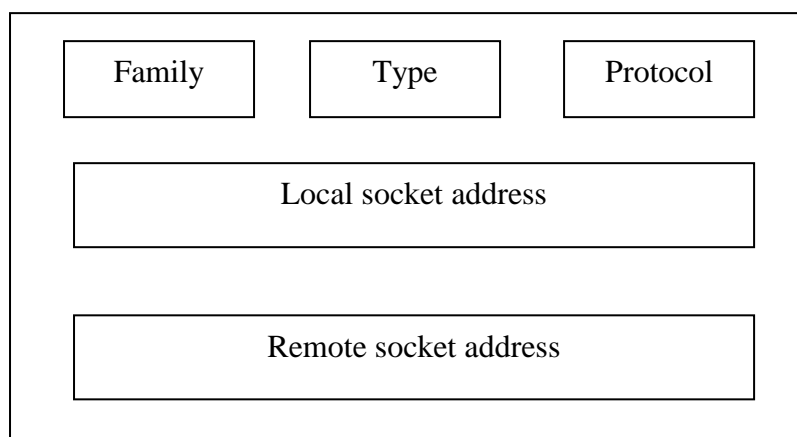 Family Type Protocol
Local socket address
Remote socket address